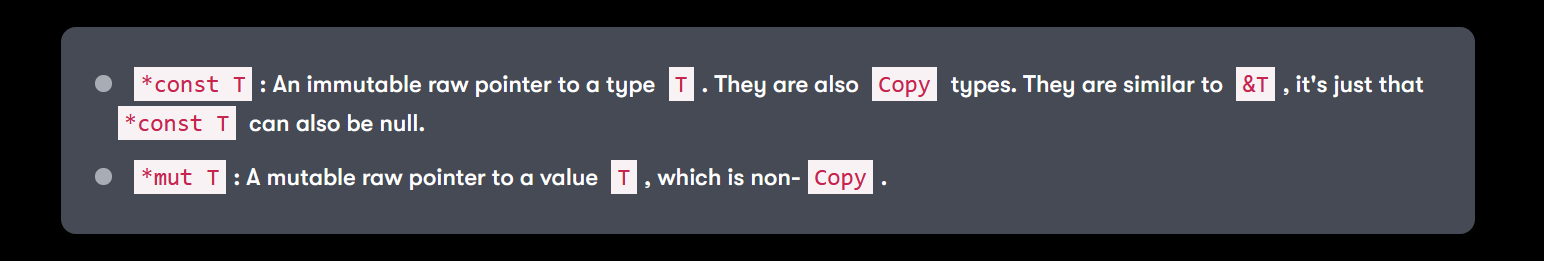 *const T : An immutable raw pointer to a type T . They are also Copy types. They are similar to &T , it's just that
*const T can also be null.
*mut T : A mutable raw pointer to a value T , which is non- Copy .